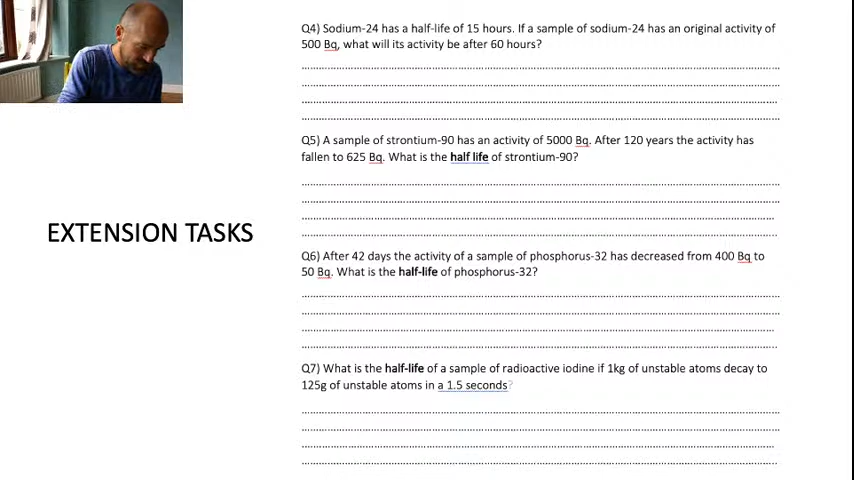 Q4) Sodium-24 has a half-life of 15 hours. If a sample of sodium-24 has an original activity of
500 Bq, what will its activity be after 60 hours?
Q5) A sample of strontium-90 has an activity of 5000 Bq. After 120 years the activity has
fallen to 625 Bq. What is the half life of strontium-90?
EXTENSION TASKS
Q6) After 42 days the activity of a sample of phosphorus-32 has decreased from 400 Bq to
50 Bq. What is the half-life of phosphorus-32?
Q7) What is the half-life of a sample of radioactive iodine if 1kg of unstable atoms decay to
125g of unstable atoms in a 1.5 seconds?